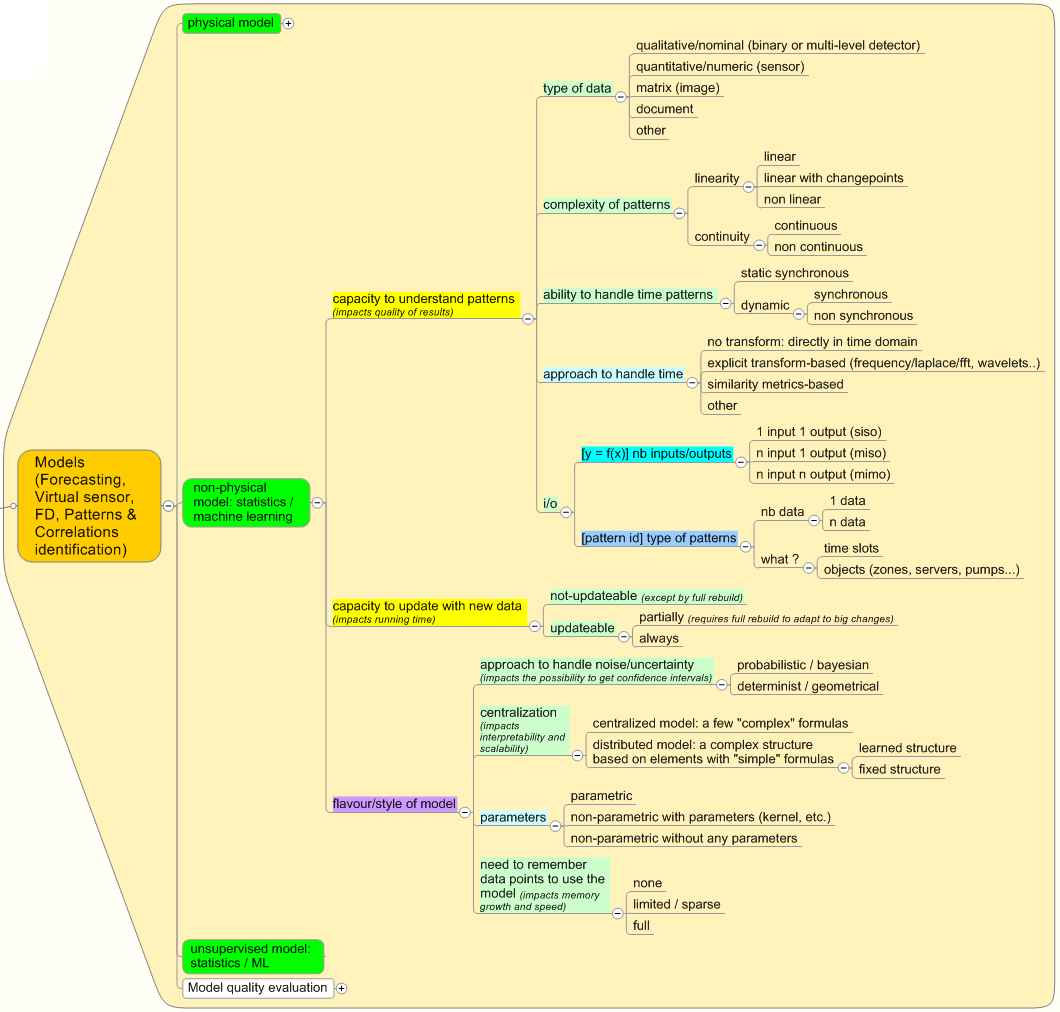 physical model
qualitative/nominal (binary or multi-level detector)
quantitative/numeric (sensor)
type of data
matrix (image)
document
other
linear
linearity
linear with changepoints
non linear
complexity of patterns
continuous
continuity
non continuous
capacity to understand patterns
(impacts quality of results)
static synchronous
ability to handle time patterns
synchronous
dynamic
non synchronous
no transform: directly in time domain
explicit transform-based (frequency/laplace/fft, wavelets..)
approach to handle time
similarity metrics-based
other
1 input 1 output (siso)
[y = f(x)] nb inputs/outputs
n input 1 output (miso)
n input n output (mimo)
i/o
1 data
nb data
n data
[pattern id] type of patterns
time slots
what ?
objects (zones, servers, pumps...)
Models
(Forecasting,
Virtual sensor,
FD, Patterns &
Correlations
identification)
non-physical
model: statistics /
machine learning
capacity to update with new data
(impacts running time)
not-updateable (except by full rebuild)
updateable
partially (requires full rebuild to adapt to big changes)
always
approach to handle noise/uncertainty
(impacts the possibility to get confidence intervals)
probabilistic / bayesian
determinist / geometrical
centralization
(impacts
interpretability and
scalability)
centralized model: a few "complex" formulas
distributed model: a complex structure
based on elements with "simple" formulas
learned structure
fixed structure
flavour/style of model
parametric
parameters
non-parametric with parameters (kernel, etc.)
non-parametric without any parameters
need to remember
data points to use the
model (impacts memory
growth and speed)
none
limited / sparse
full
unsupervised model:
statistics / ML
Model quality evaluation